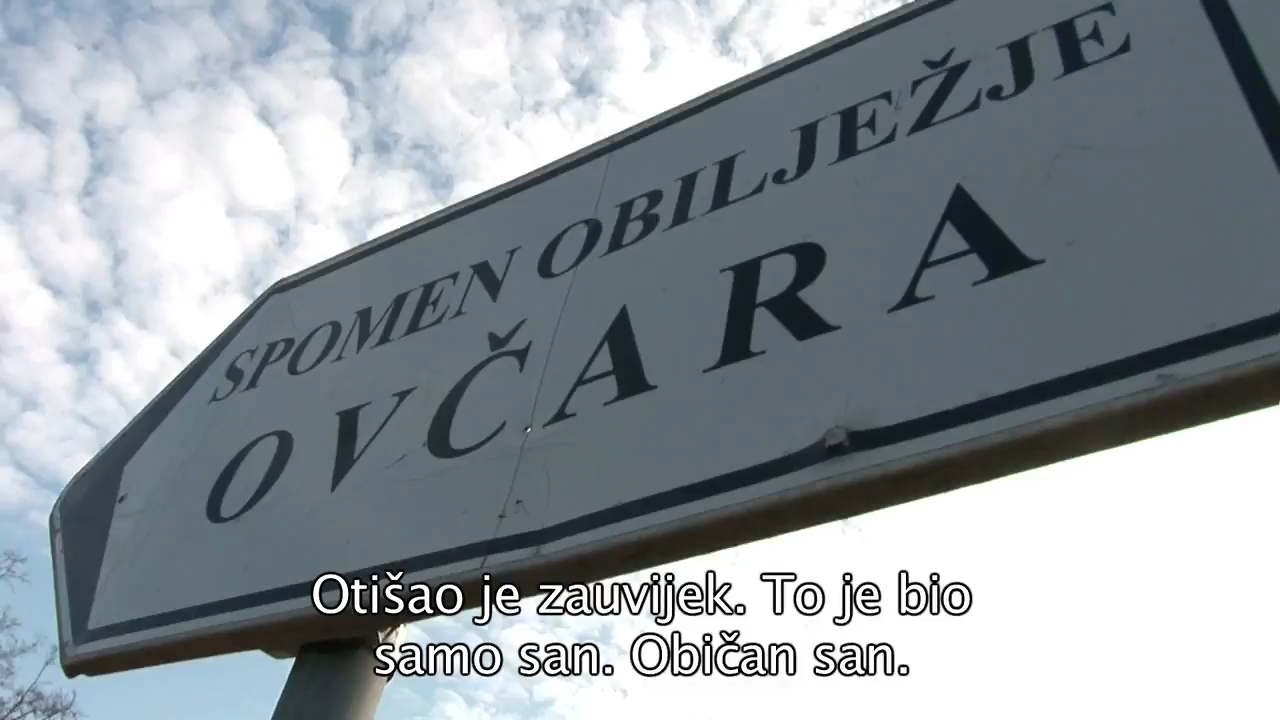 SPOMEN OBILJEŽJE
OVČARA
Otišao je zauvijek. To je bio
samo san. Običan san.